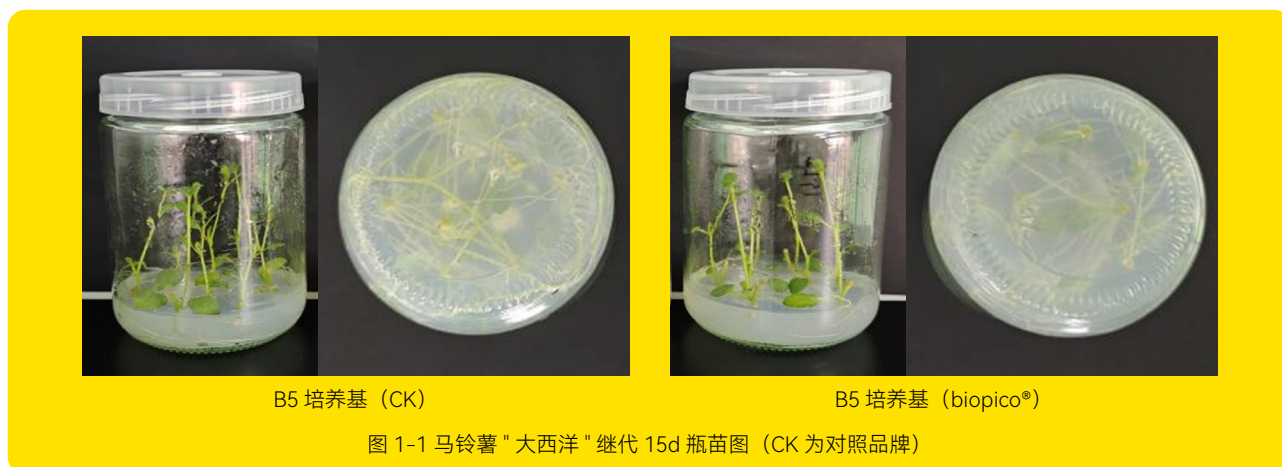 B5 培养基（CK）
B5 培养基（biopico®）
图 1-1 马铃薯 " 大西洋 " 继代 15d 瓶苗图（CK 为对照品牌）